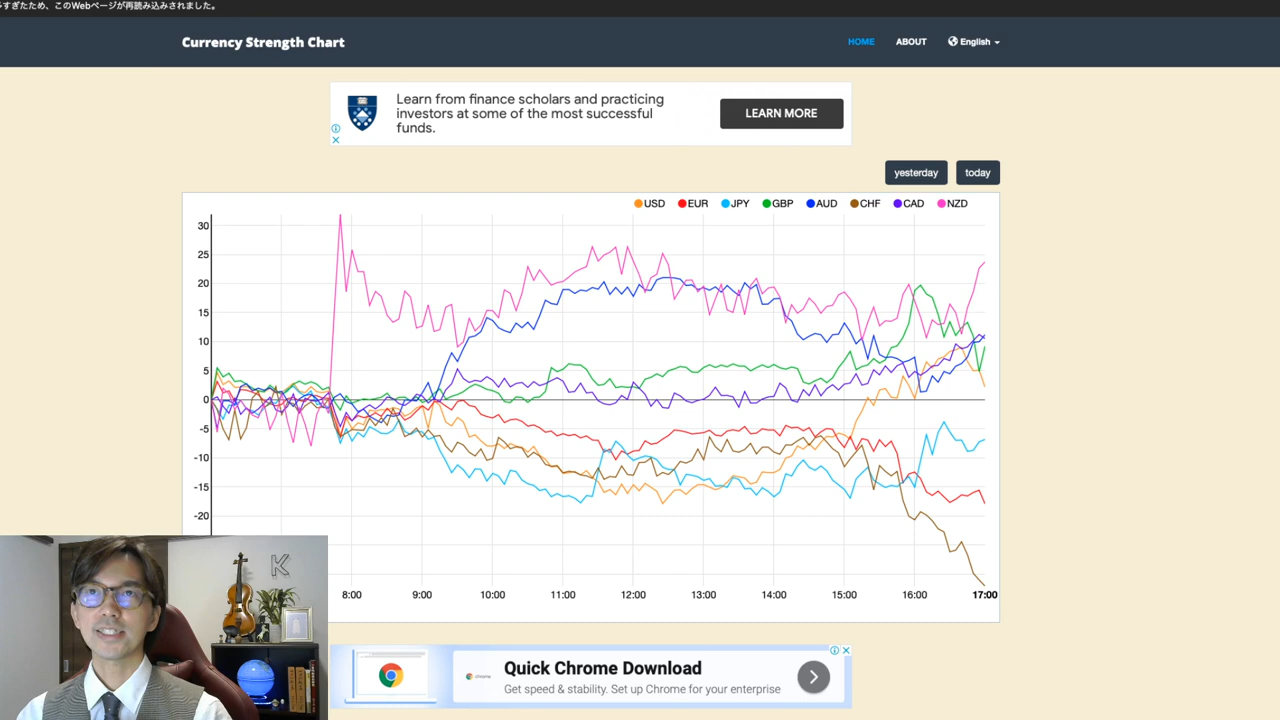 すぎたため、このWebページが再読み込みされました。
Currency Strength Chart
HOME
ABOUT
English
Learn from finance scholars and practicing
investors at some of the most successful
funds.
LEARN MORE
yesterday
today
USD EUR JPY GBP AUD CHF CAD NZD
30
25
20
15
10
5
0
-5
-10
-15
-20
8:00 9:00 10:00 11:00 12:00 13:00 14:00 15:00 16:00 17:00
K
chrome
Quick Chrome Download
Get speed & stability. Set up Chrome for your enterprise